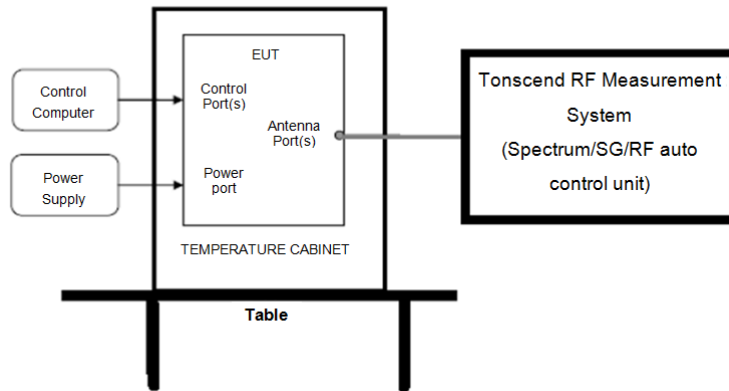 EUT
Control
Computer
Control
Port(s)
Antenna
Port(s)
Power
Supply
Power
port
TEMPERATURE CABINET
Table
Tonscend RF Measurement
System
(Spectrum/SG/RF auto
control unit)